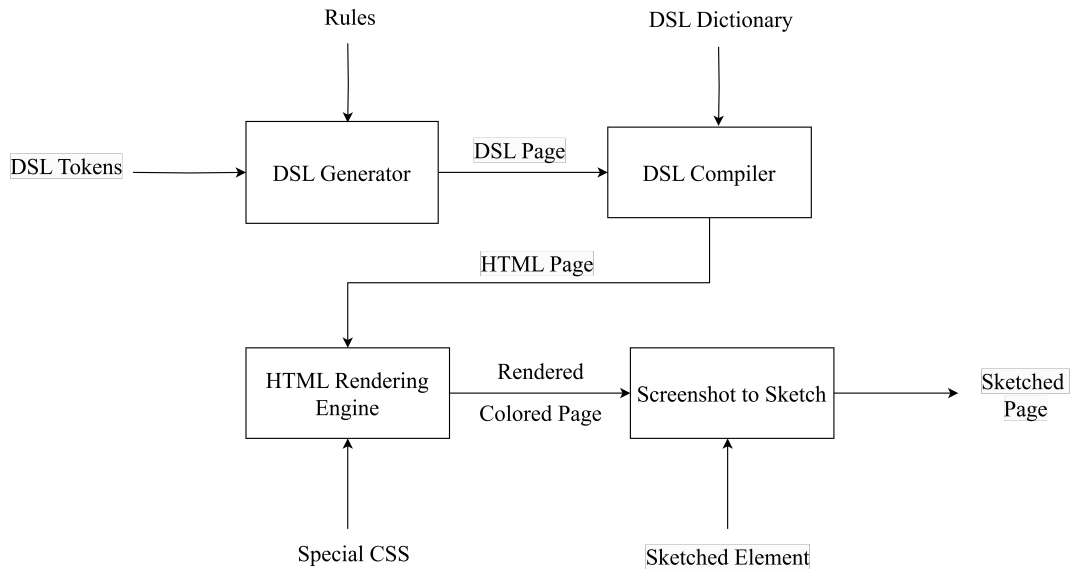 Rules
DSL Dictionary
DSL Tokens
DSL Generator
DSL Page
DSL Compiler
HTML Page
HTML Rendering
Engine
Rendered
Colored Page
Screenshot to Sketch
Sketched
Page
Special CSS
Sketched Element